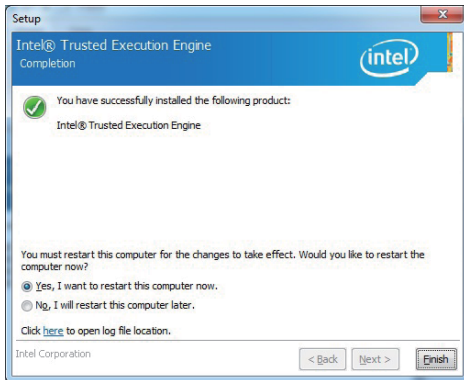 Setup
Intel® Trusted Execution Engine
Completion
intel
You have successfully installed the following product:
Intel® Trusted Execution Engine
You must restart this computer for the changes to take effect. Would you like to restart the
computer now?
Yes, I want to restart this computer now.
No, I will restart this computer later.
Click here to open log file location.
Intel Corporation
< Back
Next >
Finish